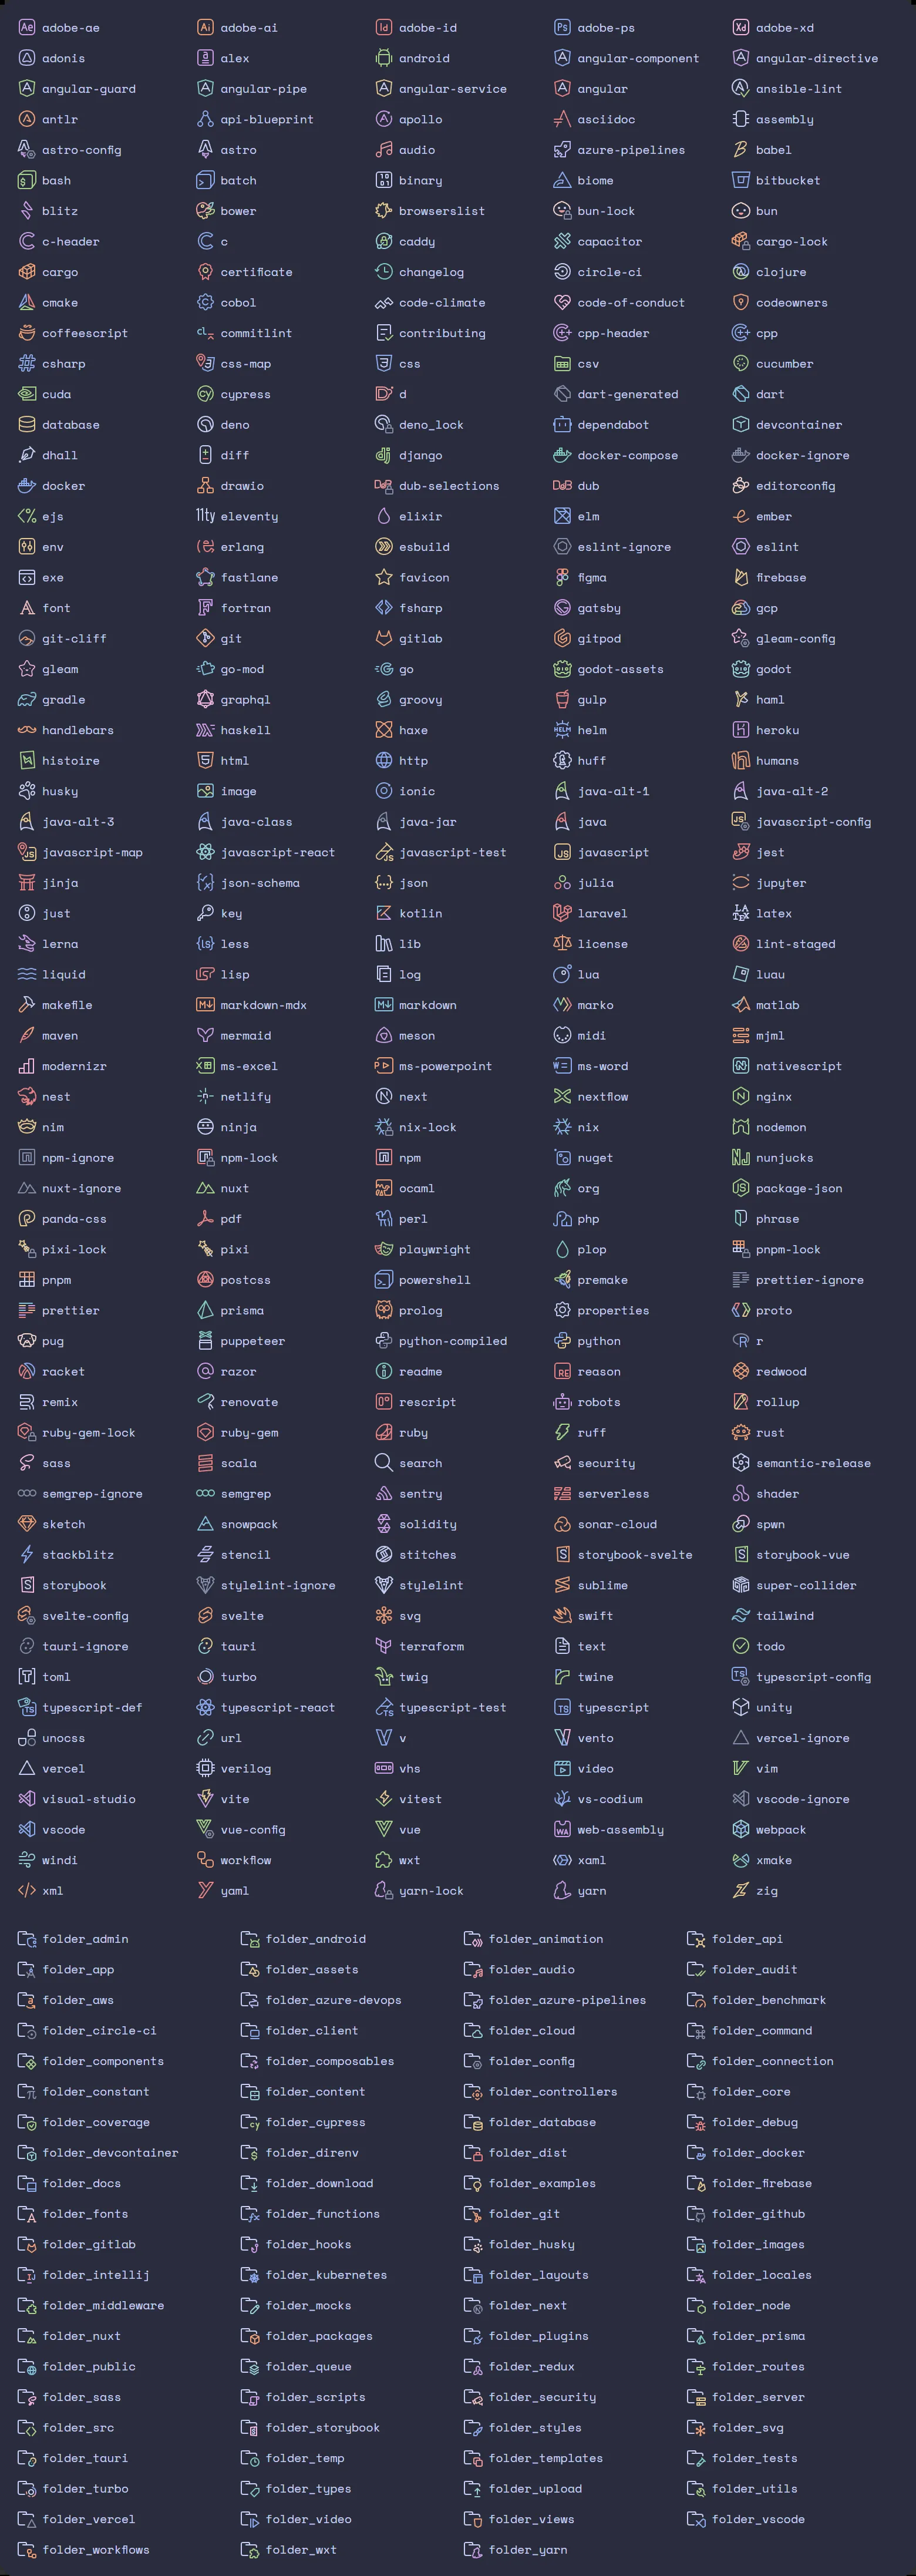 adobe-ae adobe-ai adobe-id adobe-ps adobe-xd
adonis alex android angular-component angular-directive
angular-guard angular-pipe angular-service angular ansible-lint
antlr api-blueprint apollo asciidoc assembly
astro-config astro audio azure-pipelines babel
bash batch binary biome bitbucket
blitz bower browserslist bun-lock bun
c-header c caddy capacitor cargo-lock
cargo certificate changelog circle-ci clojure
cmake cobol code-climate code-of-conduct codeowners
coffeescript commitlint contributing cpp-header cpp
csharp css-map css csv cucumber
cuda cypress d dart-generated dart
database deno deno_lock dependabot devcontainer
dhall diff django docker-compose docker-ignore
docker drawio dub-selections dub editorconfig
ejs eleventy elixir elm ember
env erlang esbuild eslint-ignore eslint
exe fastlane favicon figma firebase
font fortran fsharp gatsby gcp
git-cliff git gitlab gitpod gleam-config
gleam go-mod go godot-assets godot
gradle graphql groovy gulp haml
handlebars haskell haxe helm heroku
histoire html http huff humans
husky image ionic java-alt-1 java-alt-2
java-alt-3 java-class java-jar java javascript-config
javascript-map javascript-react javascript-test javascript jest
jinja json-schema json julia jupyter
just key kotlin laravel latex
lerna less lib license lint-staged
liquid lisp log lua luau
makefile markdown-mdx markdown marko matlab
maven mermaid meson midi mjml
modernizr ms-excel ms-powerpoint ms-word nativescript
nest netlify next nextflow nginx
nim ninja nix-lock nix nodemon
npm-ignore npm-lock npm nuget nunjucks
nuxt-ignore nuxt ocaml org package-json
panda-css pdf perl php phrase
pixi-lock pixi playwright plop pnpm-lock
pnpm postcss powershell premake prettier-ignore
prettier prisma prolog properties proto
pug puppeteer python-compiled python r
racket razor readme reason redwood
remix renovate rescript robots rollup
ruby-gem-lock ruby-gem ruby ruff rust
sass scala search security semantic-release
semgrep-ignore semgrep sentry serverless shader
sketch snowpack solidity sonar-cloud spwn
stackblitz stencil stitches storybook-svelte storybook-vue
storybook stylelint-ignore stylelint sublime super-collider
svelte-config svelte svg swift tailwind
tauri-ignore tauri terraform text todo
toml turbo twig twine typescript-config
typescript-def typescript-react typescript-test typescript unity
unocss url v vento vercel-ignore
vercel verilog vhs video vim
visual-studio vite vitest vs-codium vscode-ignore
vscode vue-config vue web-assembly webpack
windi workflow wxt xaml xmake
xml yaml yarn-lock yarn zig
folder_admin folder_android folder_animation folder_api
folder_app folder_assets folder_audio folder_audit
folder_aws folder_azure-devops folder_azure-pipelines folder_benchmark
folder_circle-ci folder_client folder_cloud folder_command
folder_components folder_composables folder_config folder_connection
folder_constant folder_content folder_controllers folder_core
folder_coverage folder_cypress folder_database folder_debug
folder_devcontainer folder_direnv folder_dist folder_docker
folder_docs folder_download folder_examples folder_firebase
folder_fonts folder_functions folder_git folder_github
folder_gitlab folder_hooks folder_husky folder_images
folder_intellij folder_kubernetes folder_layouts folder_locales
folder_middleware folder_mocks folder_next folder_node
folder_nuxt folder_packages folder_plugins folder_prisma
folder_public folder_queue folder_redux folder_routes
folder_sass folder_scripts folder_security folder_server
folder_src folder_storybook folder_styles folder_svg
folder_tauri folder_temp folder_templates folder_tests
folder_turbo folder_types folder_upload folder_utils
folder_vercel folder_video folder_views folder_vscode
folder_workflows folder_wxt folder_yarn